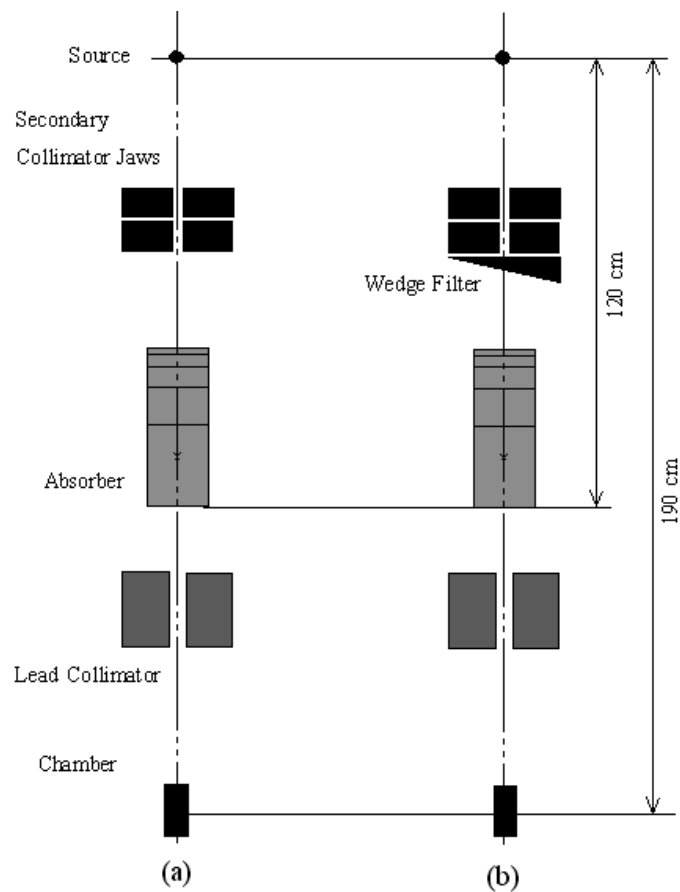 Source
Secondary
Collimator Jaws
Wedge Filter
120 cm
190 cm
Absorber
Lead Collimator
Chamber
(a)
(b)